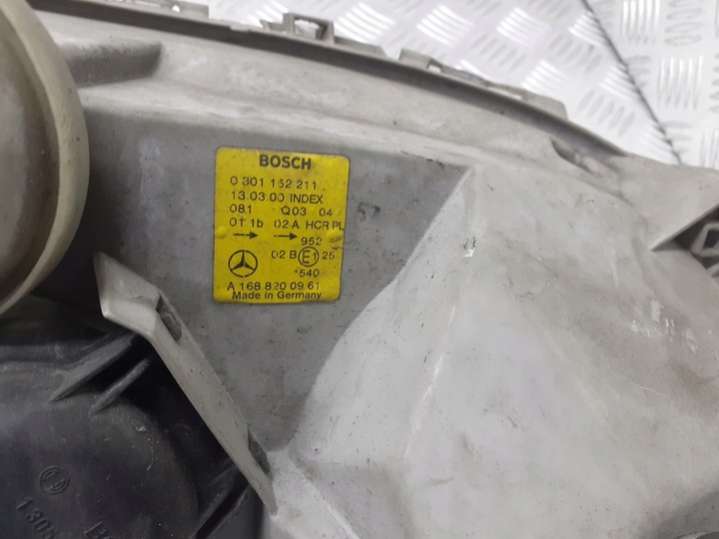 BOSCH
0 301 152 211
13.03.00 INDEX
081 Q03 04
01 1b 02 A HCR PL
952
02 B E1 25
*540
A 168 820 09 61
Made in Germany